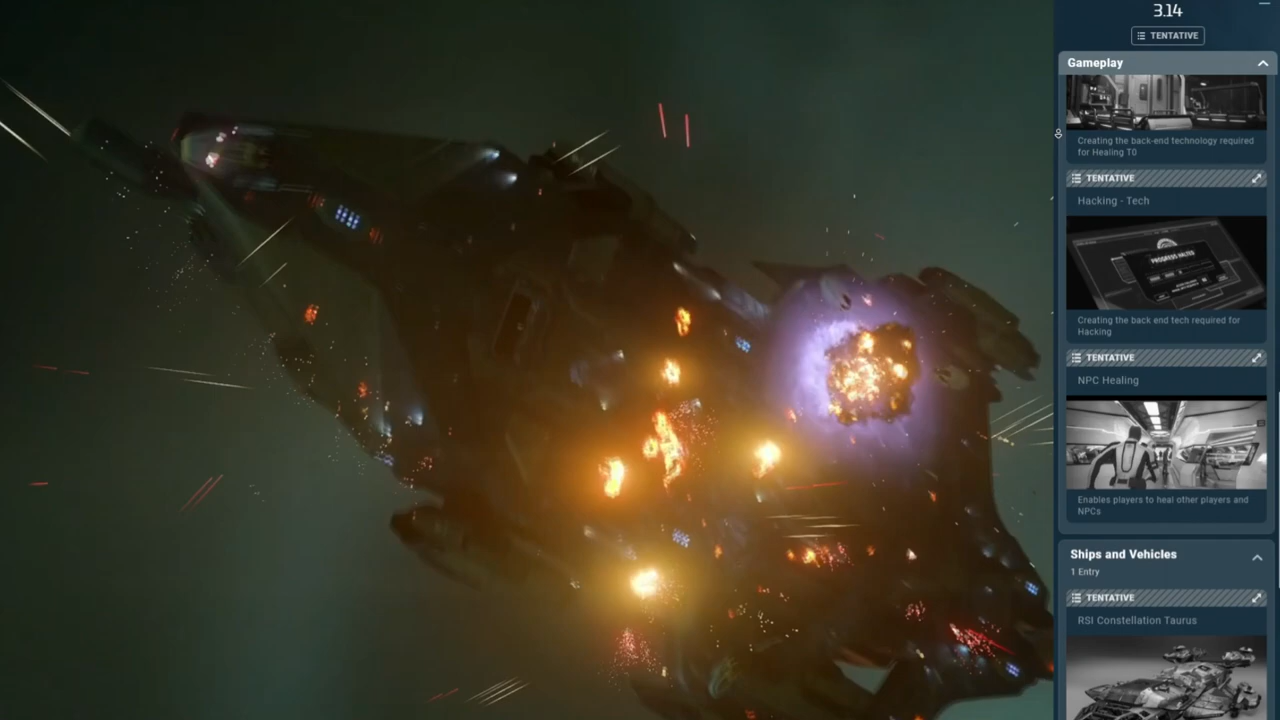 3.14
TENTATIVE
Gameplay
Creating the back-end technology required
for Healing T0
TENTATIVE
Hacking - Tech
PROGRESS HALTED
Creating the back end tech required for
Hacking
TENTATIVE
NPC Healing
Enables players to heal other players and
NPCs
Ships and Vehicles
1 Entry
TENTATIVE
RSI Constellation Taurus